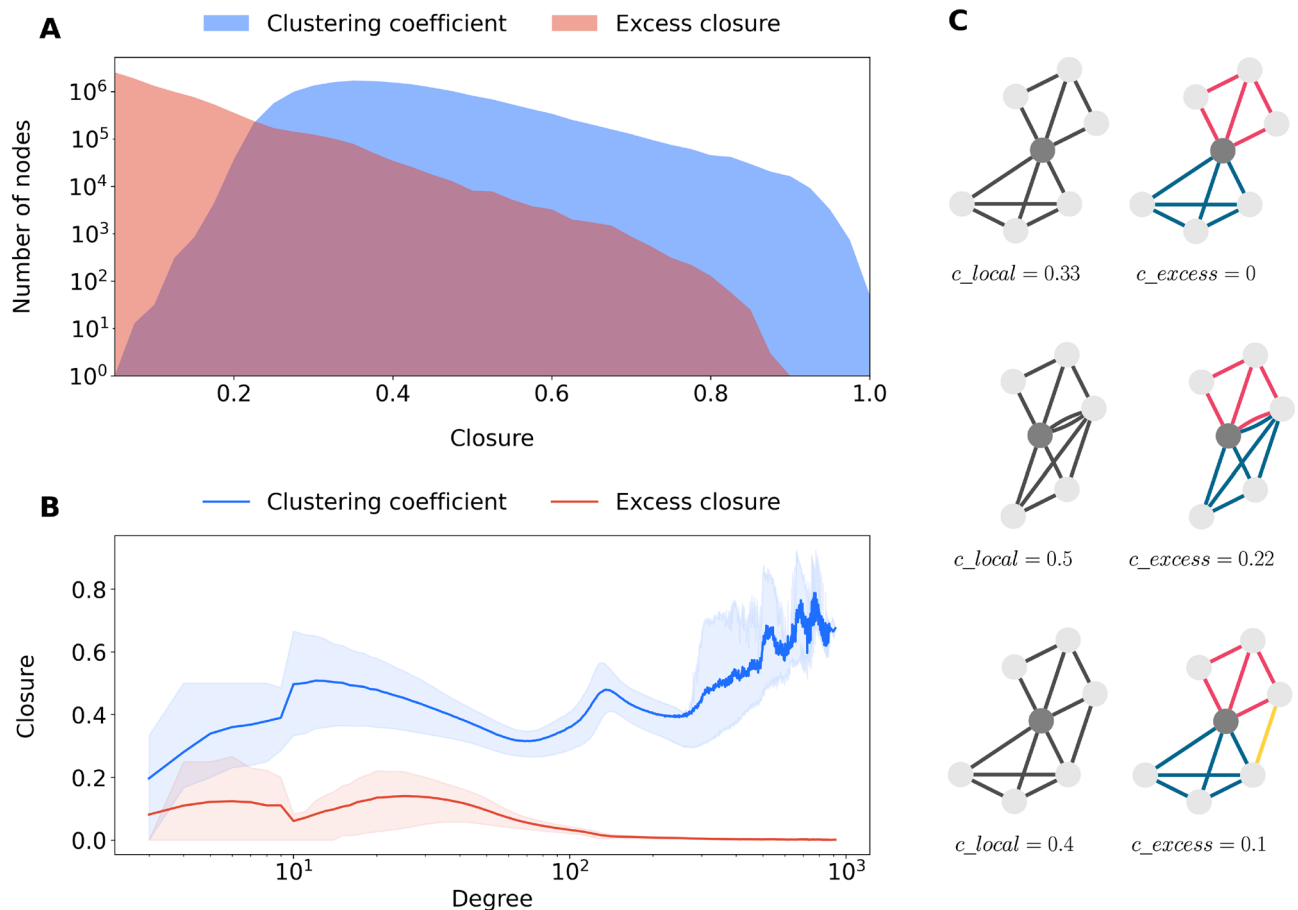 A
Clustering coefficient Excess closure
10^6
10^5
10^4
10^3
10^2
10^1
10^0
Number of nodes
0.2 0.4 0.6 0.8 1.0
Closure
B
Clustering coefficient Excess closure
0.8
0.6
0.4
0.2
0.0
Closure
10^1 10^2 10^3
Degree
C
c_local = 0.33 c_excess = 0
c_local = 0.5 c_excess = 0.22
c_local = 0.4 c_excess = 0.1